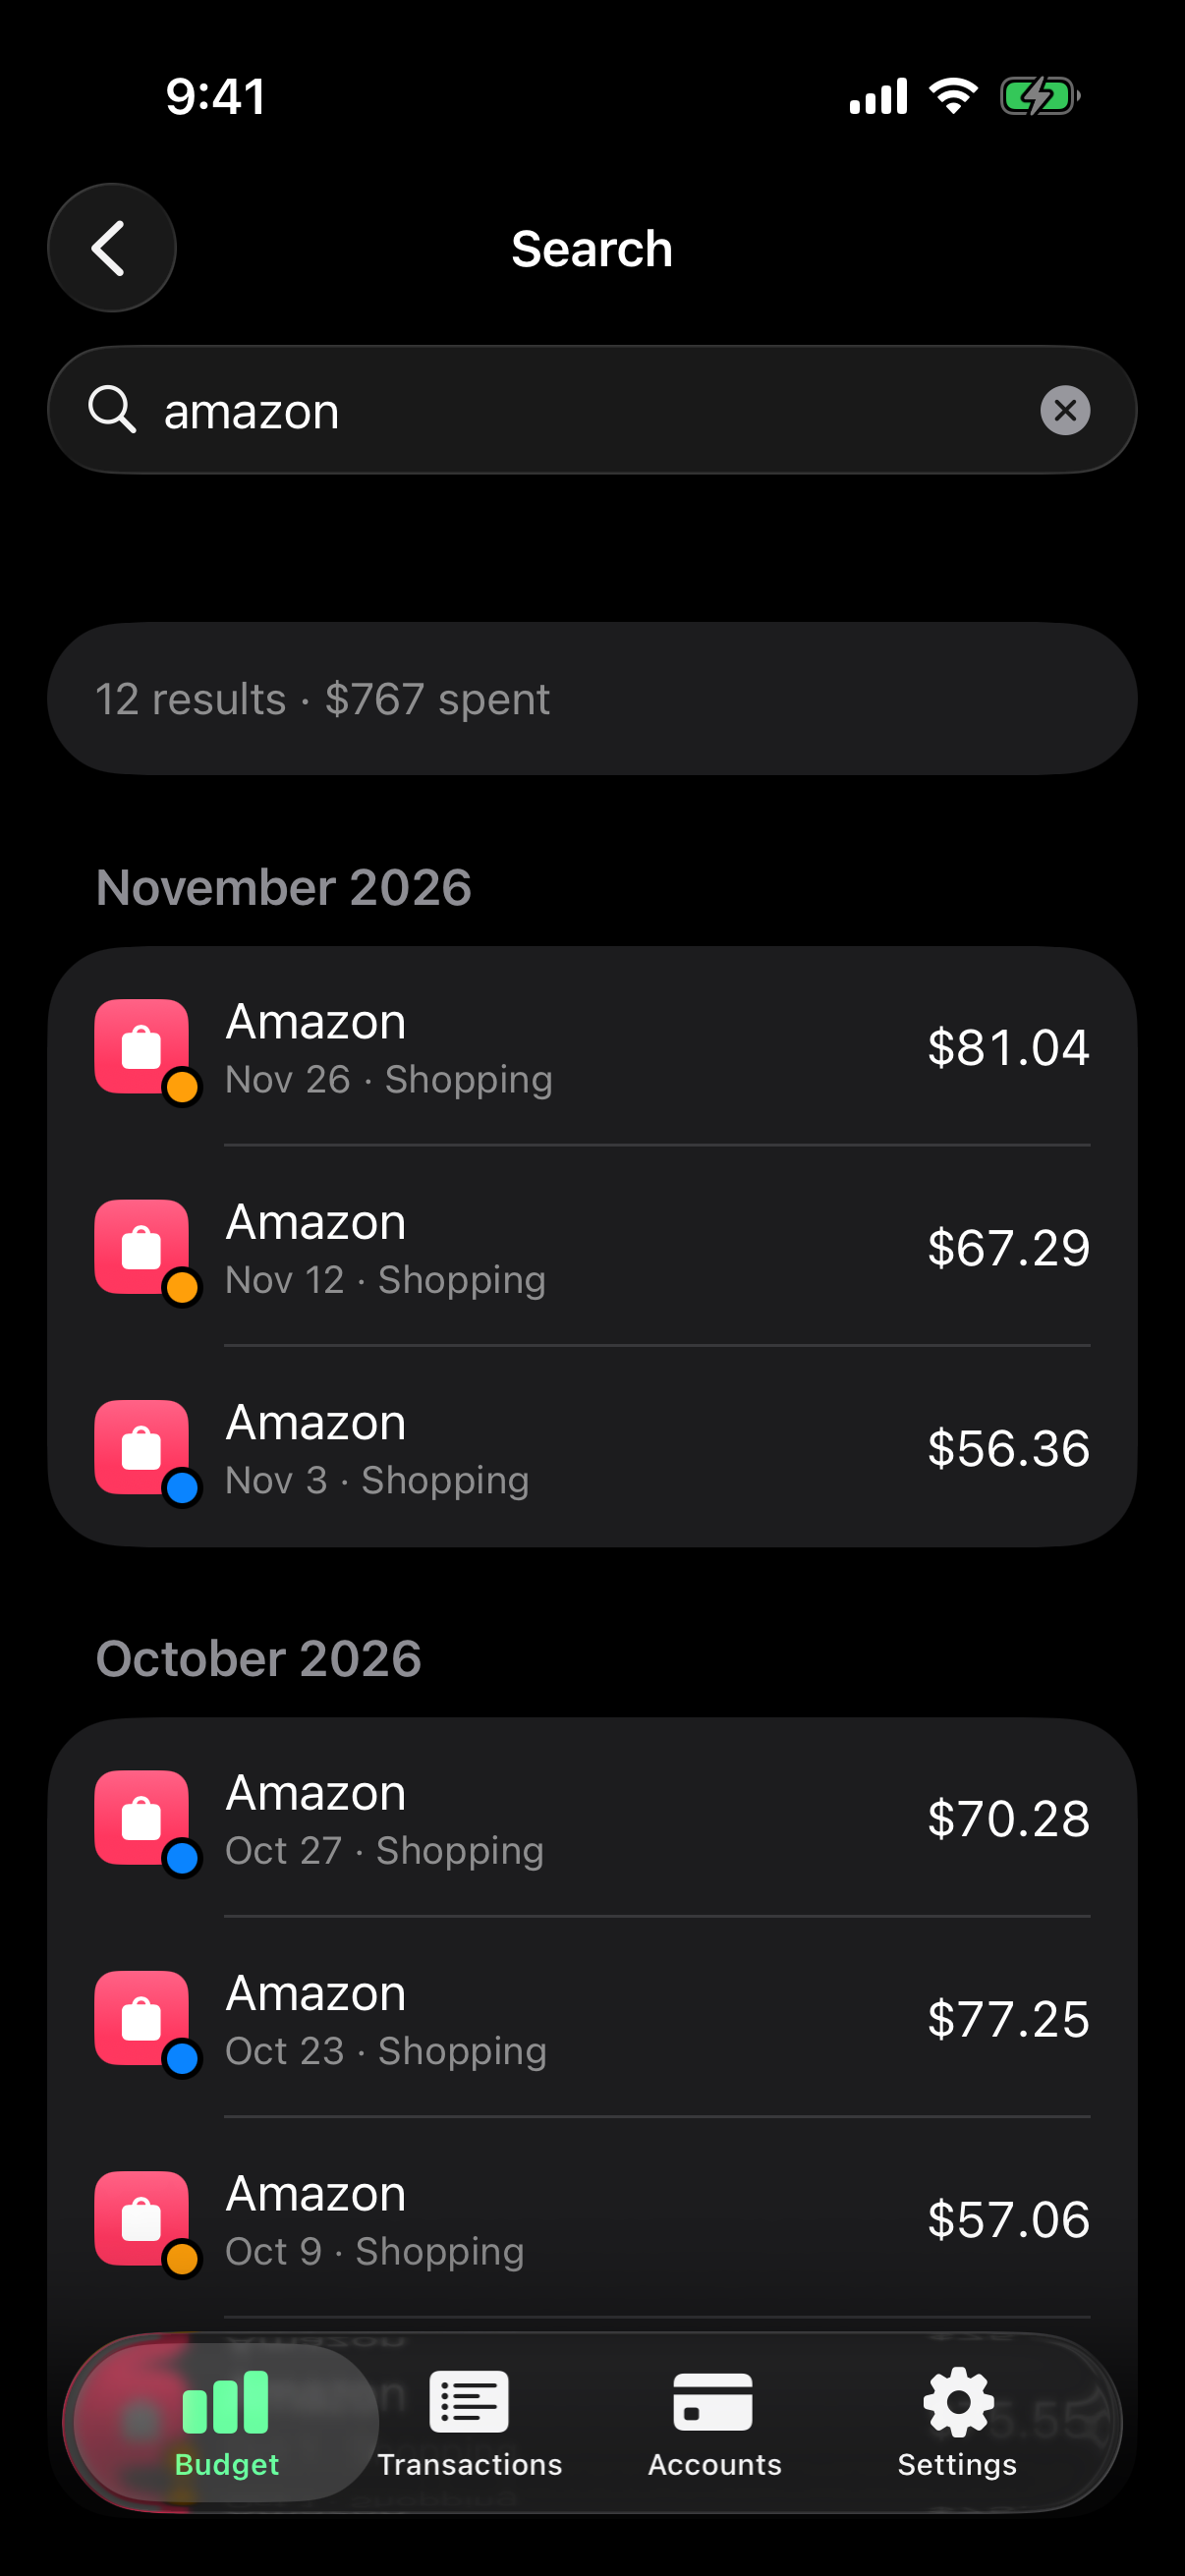 9:41
Search
amazon
12 results · $767 spent
November 2026
Amazon
Nov 26 · Shopping
$81.04
Amazon
Nov 12 · Shopping
$67.29
Amazon
Nov 3 · Shopping
$56.36
October 2026
Amazon
Oct 27 · Shopping
$70.28
Amazon
Oct 23 · Shopping
$77.25
Amazon
Oct 9 · Shopping
$57.06
Budget
Transactions
Accounts
Settings